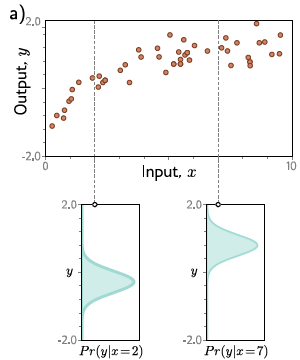 a)
2.0
Output, y
-2.0
0
10
Input, x
2.0
2.0
y
y
-2.0
-2.0
Pr(y|x=2)
Pr(y|x=7)